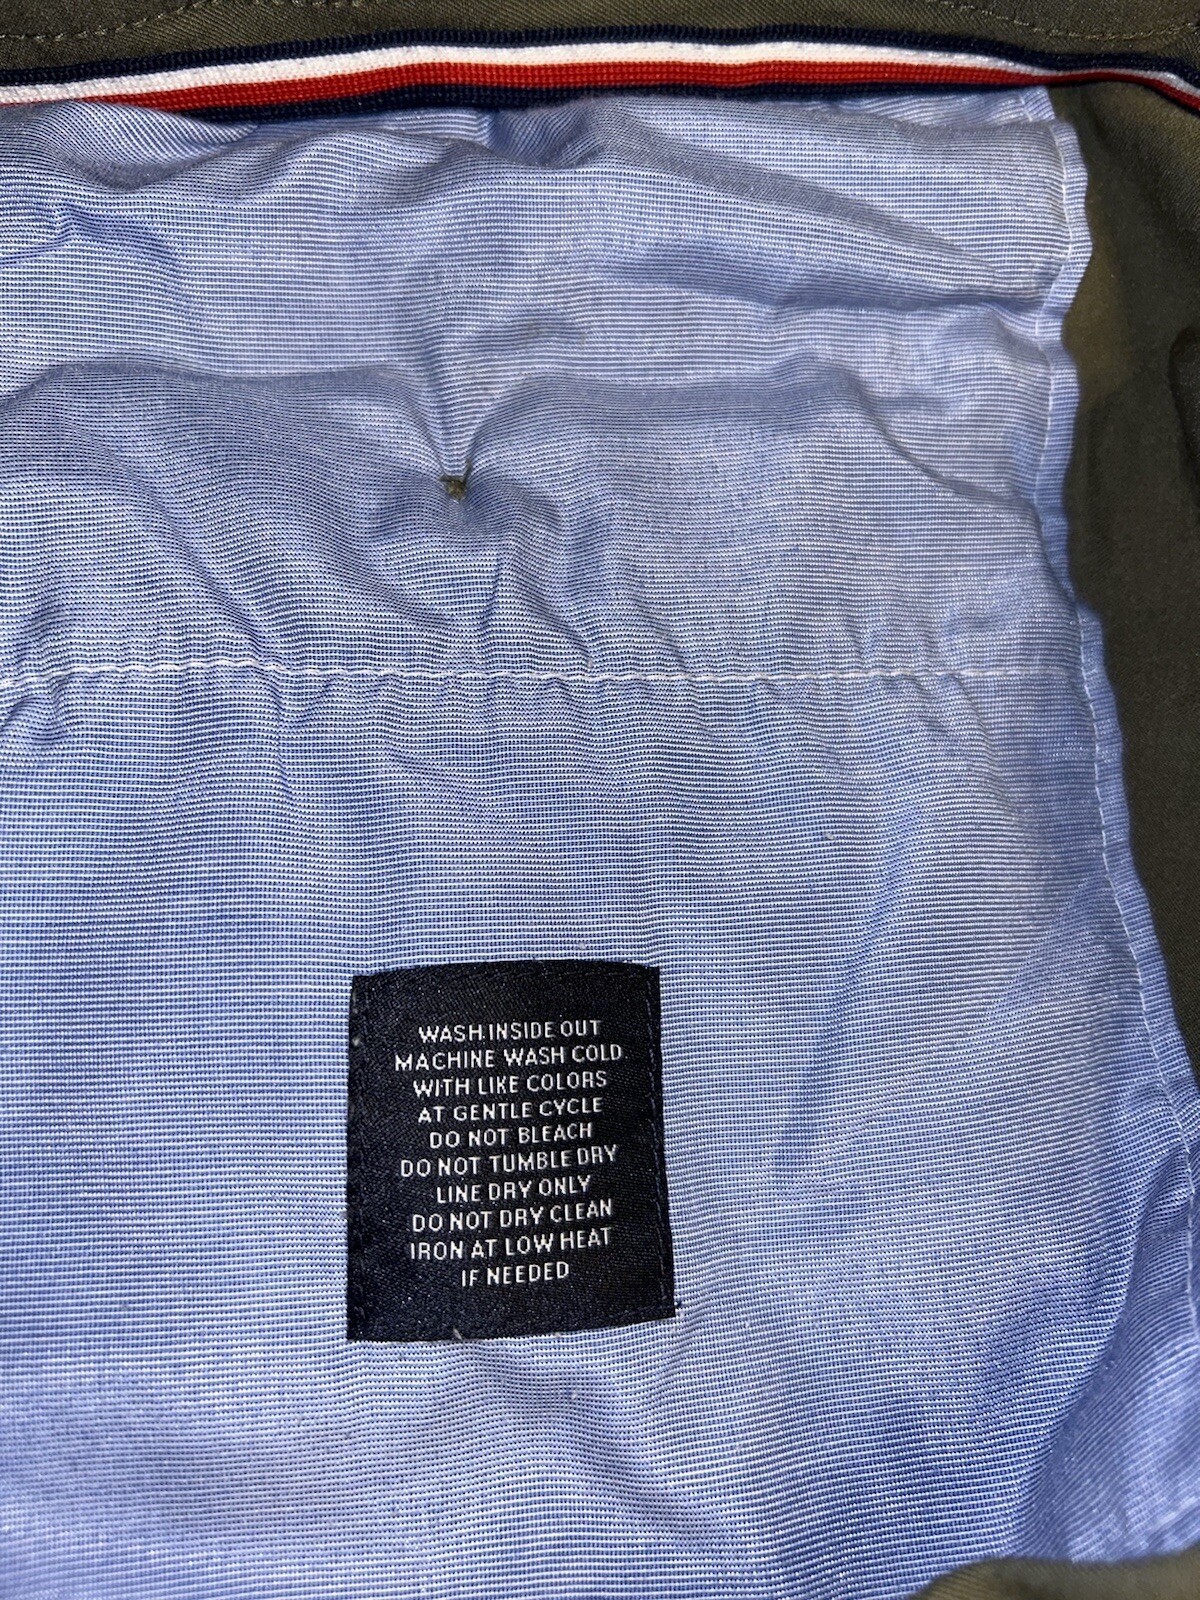 WASH INSIDE OUT
MACHINE WASH COLD
WITH LIKE COLORS
AT GENTLE CYCLE
DO NOT BLEACH
DO NOT TUMBLE DRY
LINE DRY ONLY
DO NOT DRY CLEAN
IRON AT LOW HEAT
IF NEEDED